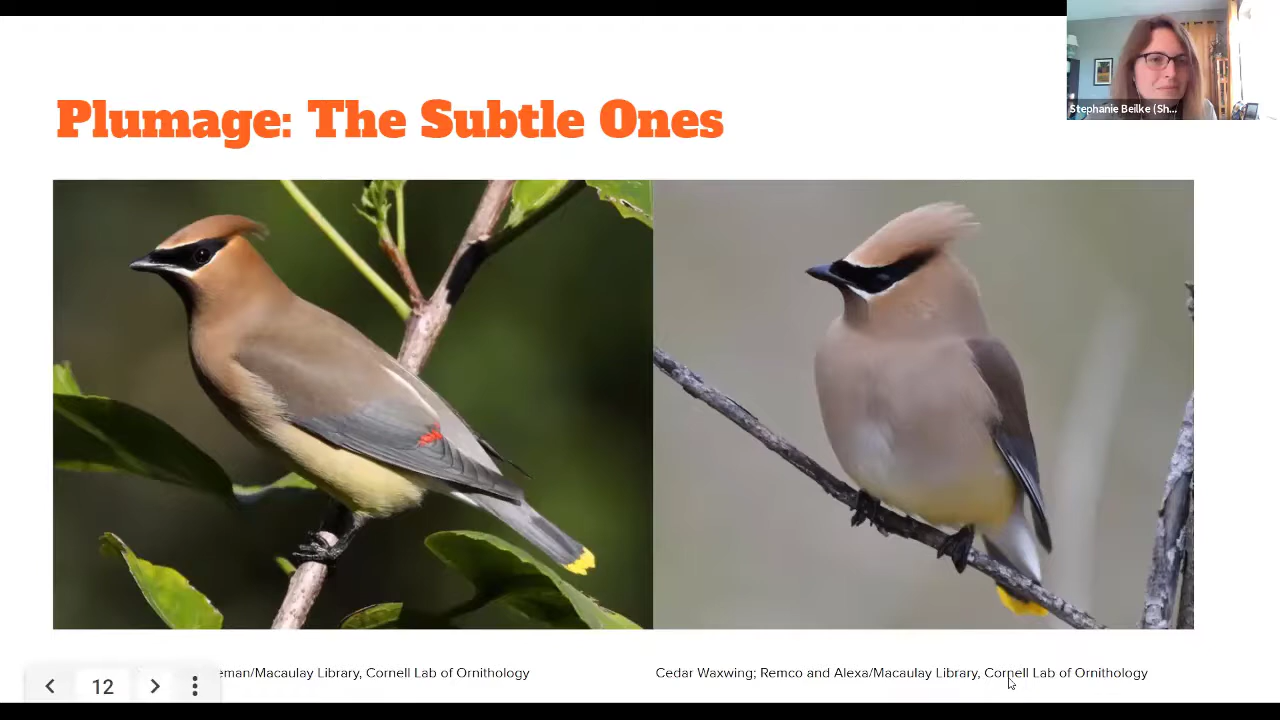 Stephanie Beilke (Sh...
Plumage: The Subtle Ones
eman/Macaulay Library, Cornell Lab of Ornithology
Cedar Waxwing; Remco and Alexa/Macaulay Library, Cornell Lab of Ornithology
12